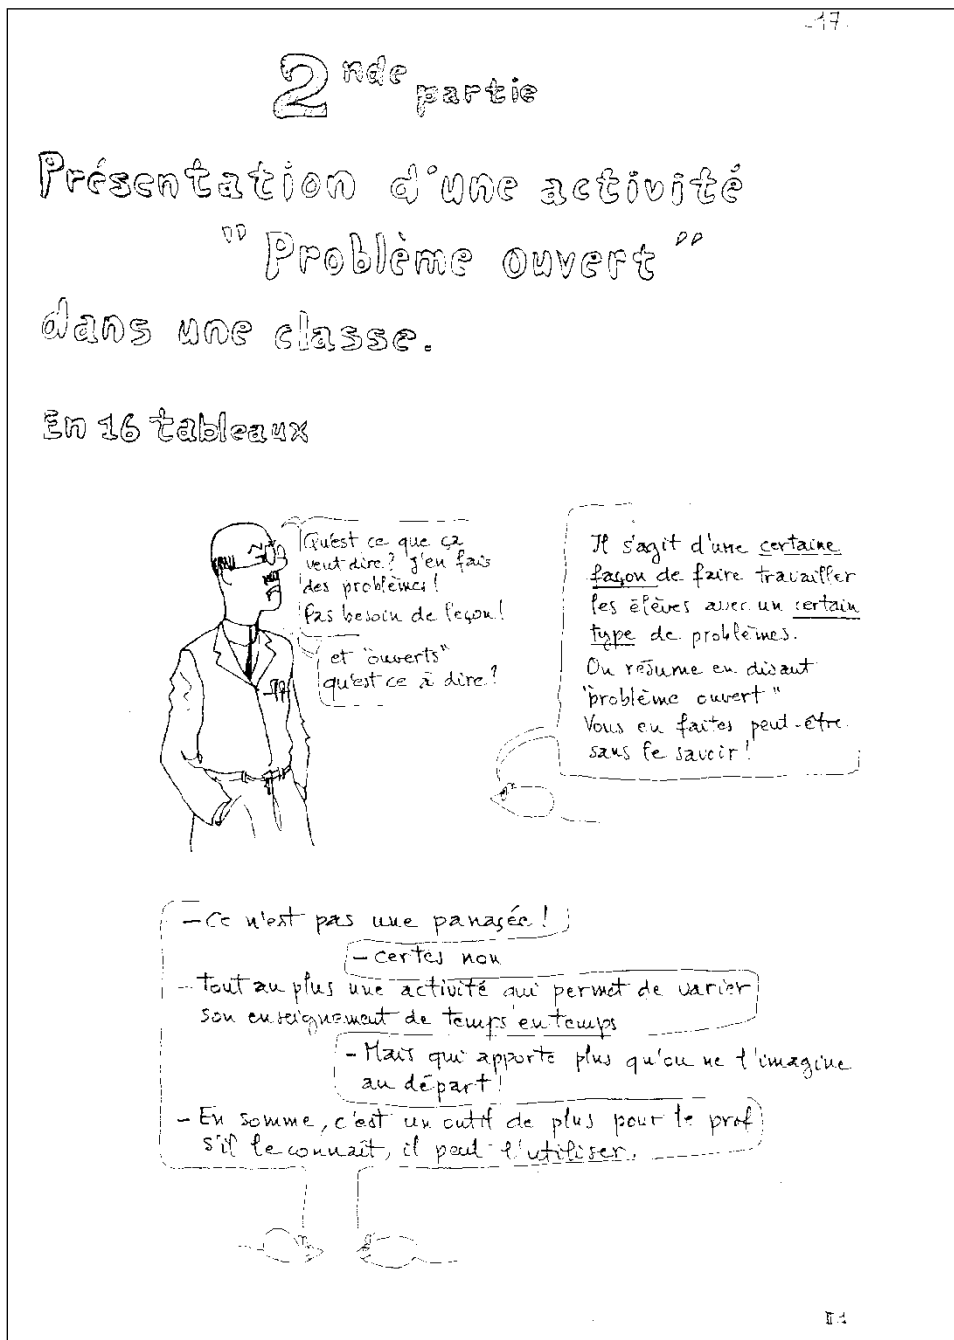 -17-
2nde partie
Présentation d'une activité
"Problème ouvert"
dans une classe.
En 16 tableaux
Qu'est ce que ça
veut dire? J'en fais
des problèmes!
Pas besoin de leçon!
et "ouverts"
qu'est ce à dire?
Il s'agit d'une certaine
façon de faire travailler
les élèves avec un certain
type de problèmes.
On résume en disant
"problème ouvert"
Vous en faites peut-être
sans le savoir!
- Ce n'est pas une panacée!
- certes non
- tout au plus une activité qui permet de varier
son enseignement de temps en temps
- Mais qui apporte plus qu'on ne l'imagine
au départ!
- En somme, c'est un outil de plus pour le prof
s'il le connaît, il peut l'utiliser.
II.1